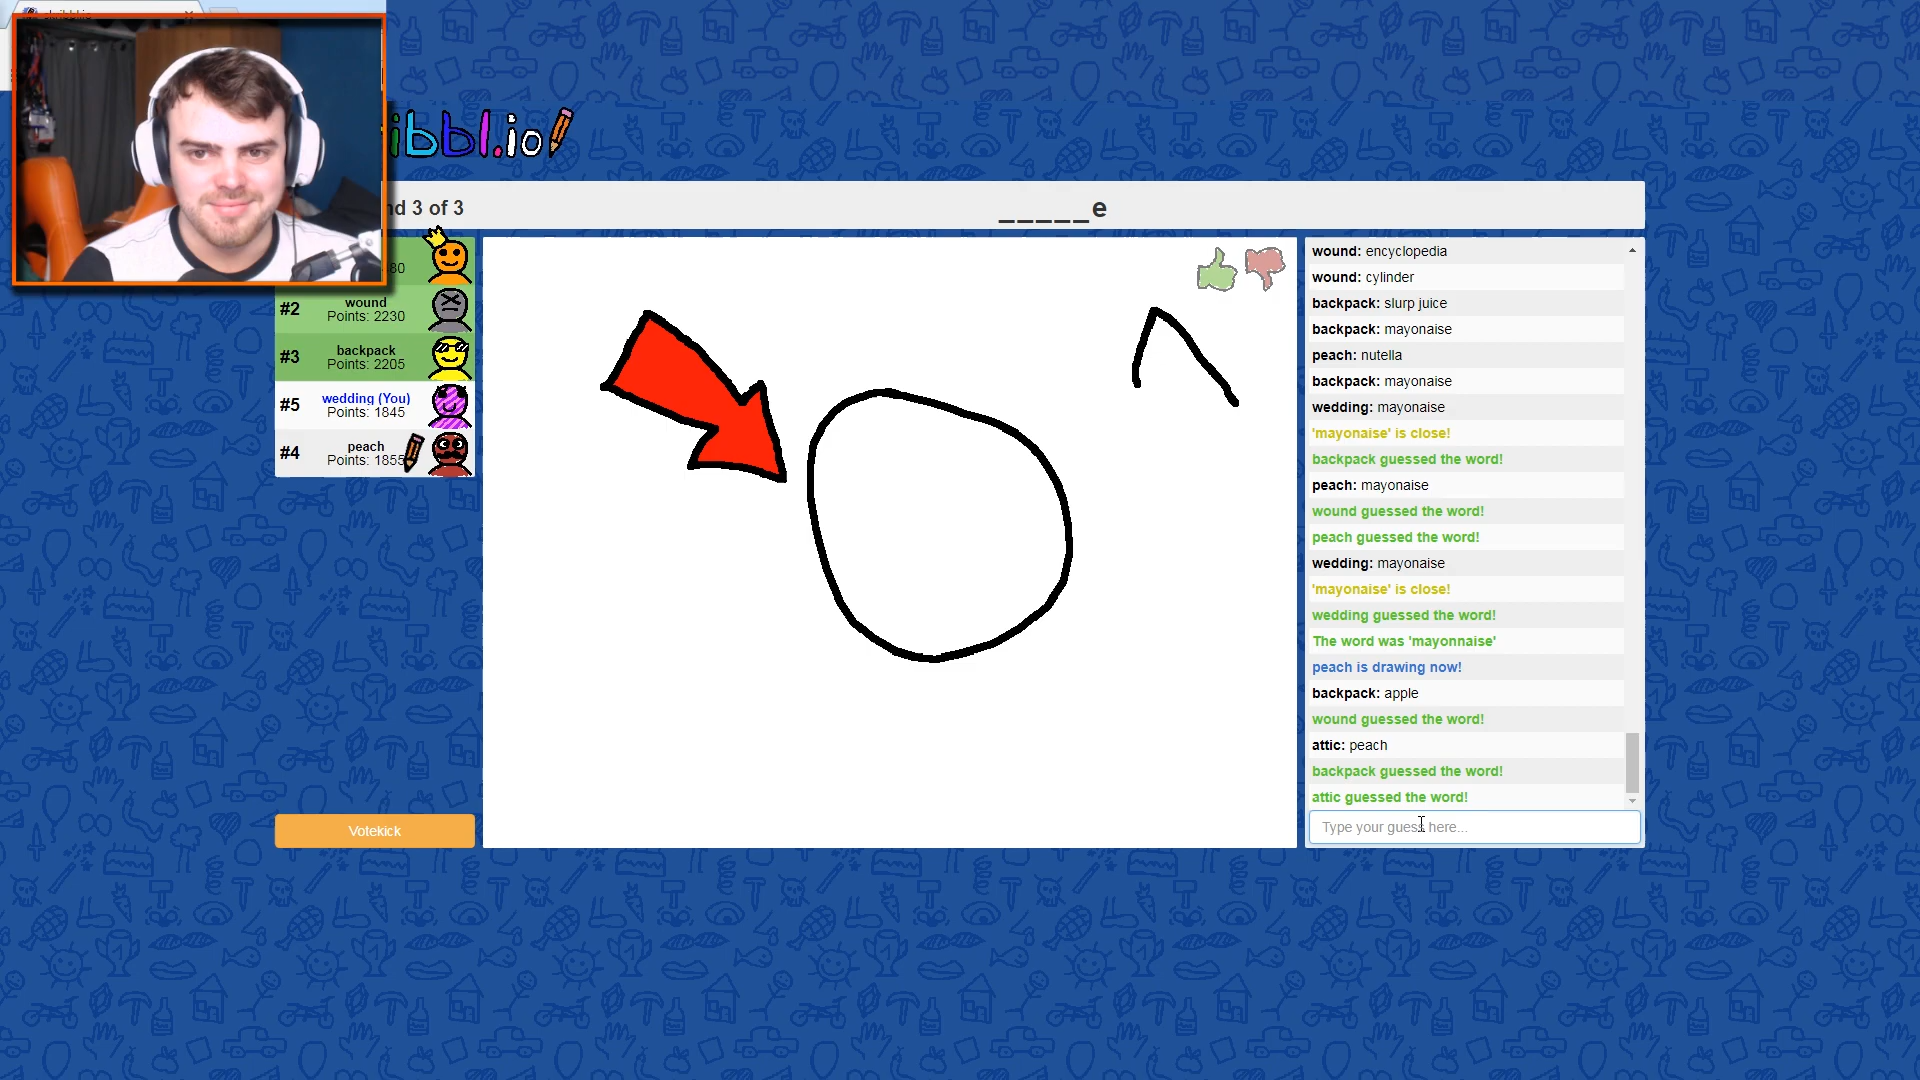 ibbl.io
nd 3 of 3
_____e
80
#2
wound
Points: 2230
#3
backpack
Points: 2205
#5
wedding (You)
Points: 1845
#4
peach
Points: 1855
Votekick
wound: encyclopedia
wound: cylinder
backpack: slurp juice
backpack: mayonaise
peach: nutella
backpack: mayonaise
wedding: mayonaise
'mayonaise' is close!
backpack guessed the word!
peach: mayonaise
wound guessed the word!
peach guessed the word!
wedding: mayonaise
'mayonaise' is close!
wedding guessed the word!
The word was 'mayonnaise'
peach is drawing now!
backpack: apple
wound guessed the word!
attic: peach
backpack guessed the word!
attic guessed the word!
Type your guess here...